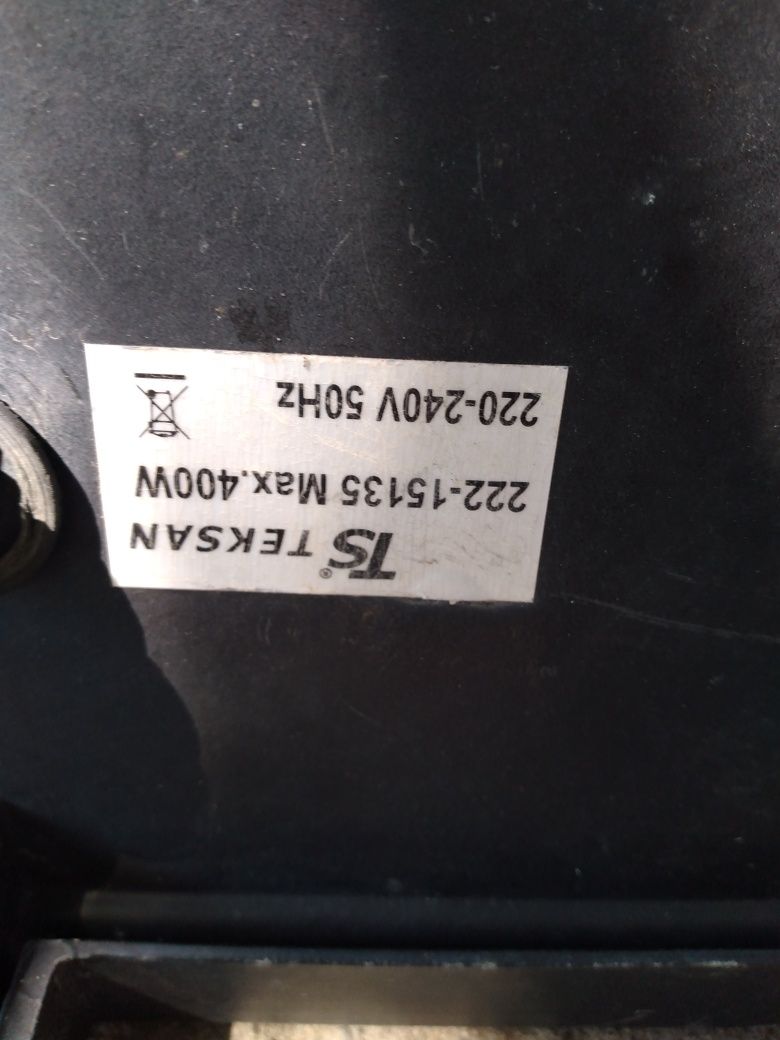 TS® TEKSAN
222-15135 Max.400W
220-240V 50Hz